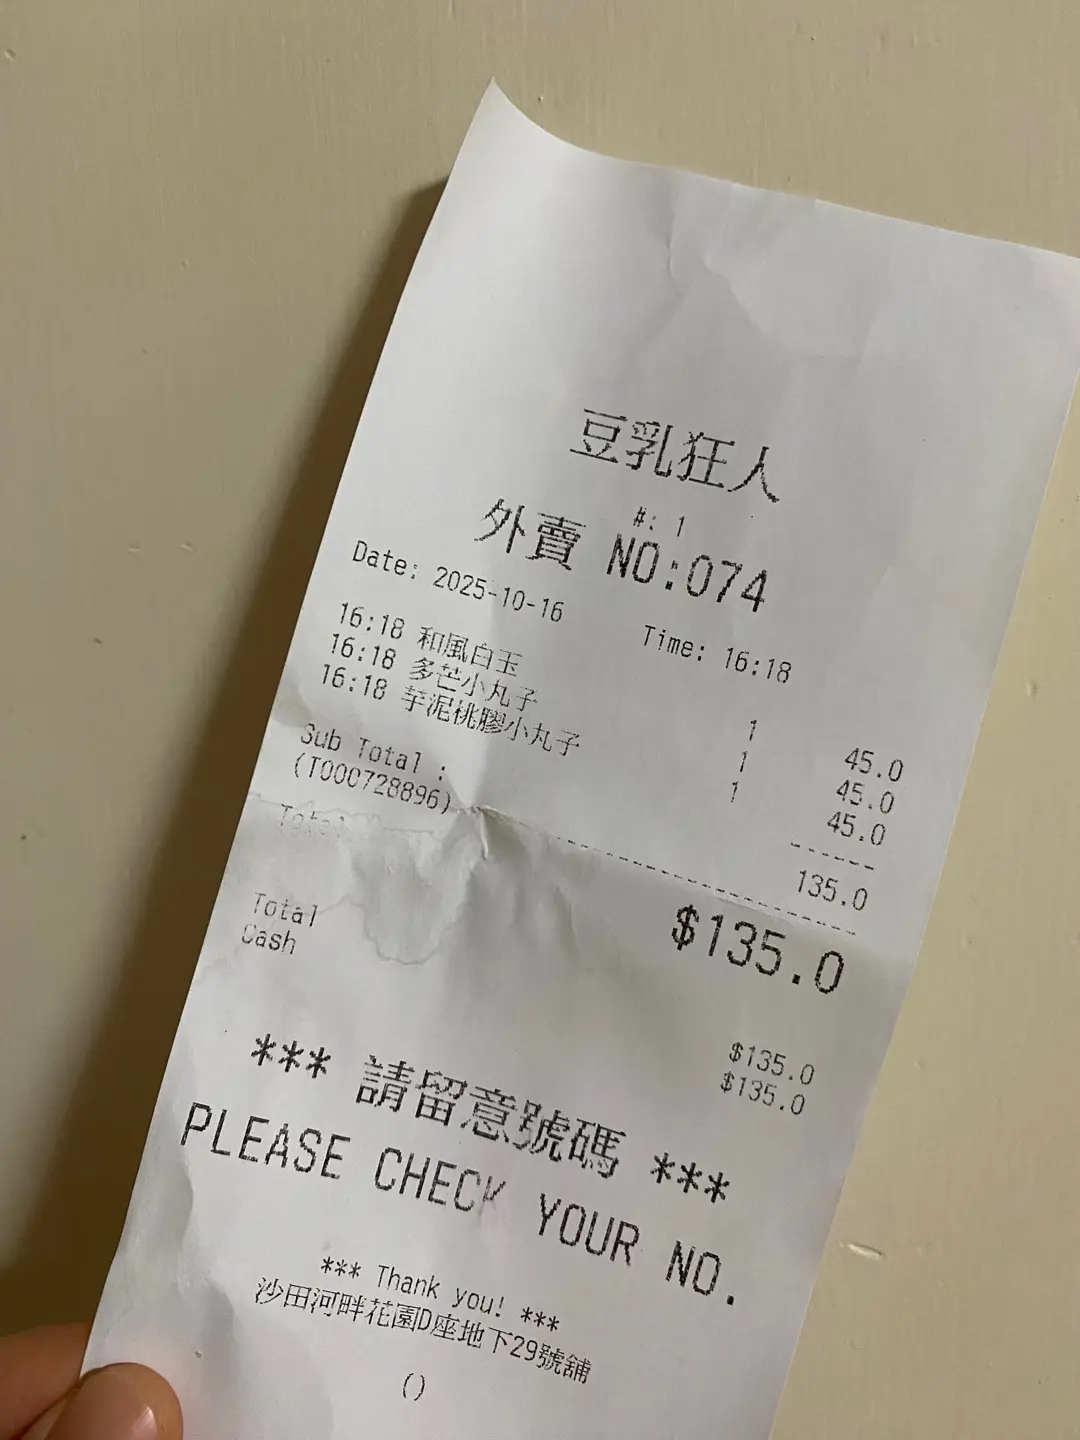 豆乳狂人
#: 1
外賣 NO:074
Date: 2025-10-16 Time: 16:18
16:18 和風白玉 1 45.0
16:18 多芒小丸子 1 45.0
16:18 芋泥桃膠小丸子 1 45.0
------
Sub Total : 135.0
(T000728896)
Total $135.0
Total $135.0
Cash $135.0
*** 請留意號碼 ***
PLEASE CHECK YOUR NO.
*** Thank you! ***
沙田河畔花園D座地下29號舖
()